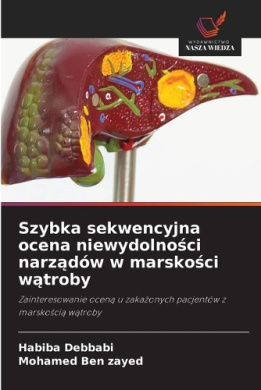 WYDAWNICTWO
NASZA WIEDZA
Szybka sekwencyjna
ocena niewydolności
narządów w marskości
wątroby
Zainteresowanie oceną u zakażonych pacjentów z
marskością wątroby
Habiba Debbabi
Mohamed Ben zayed